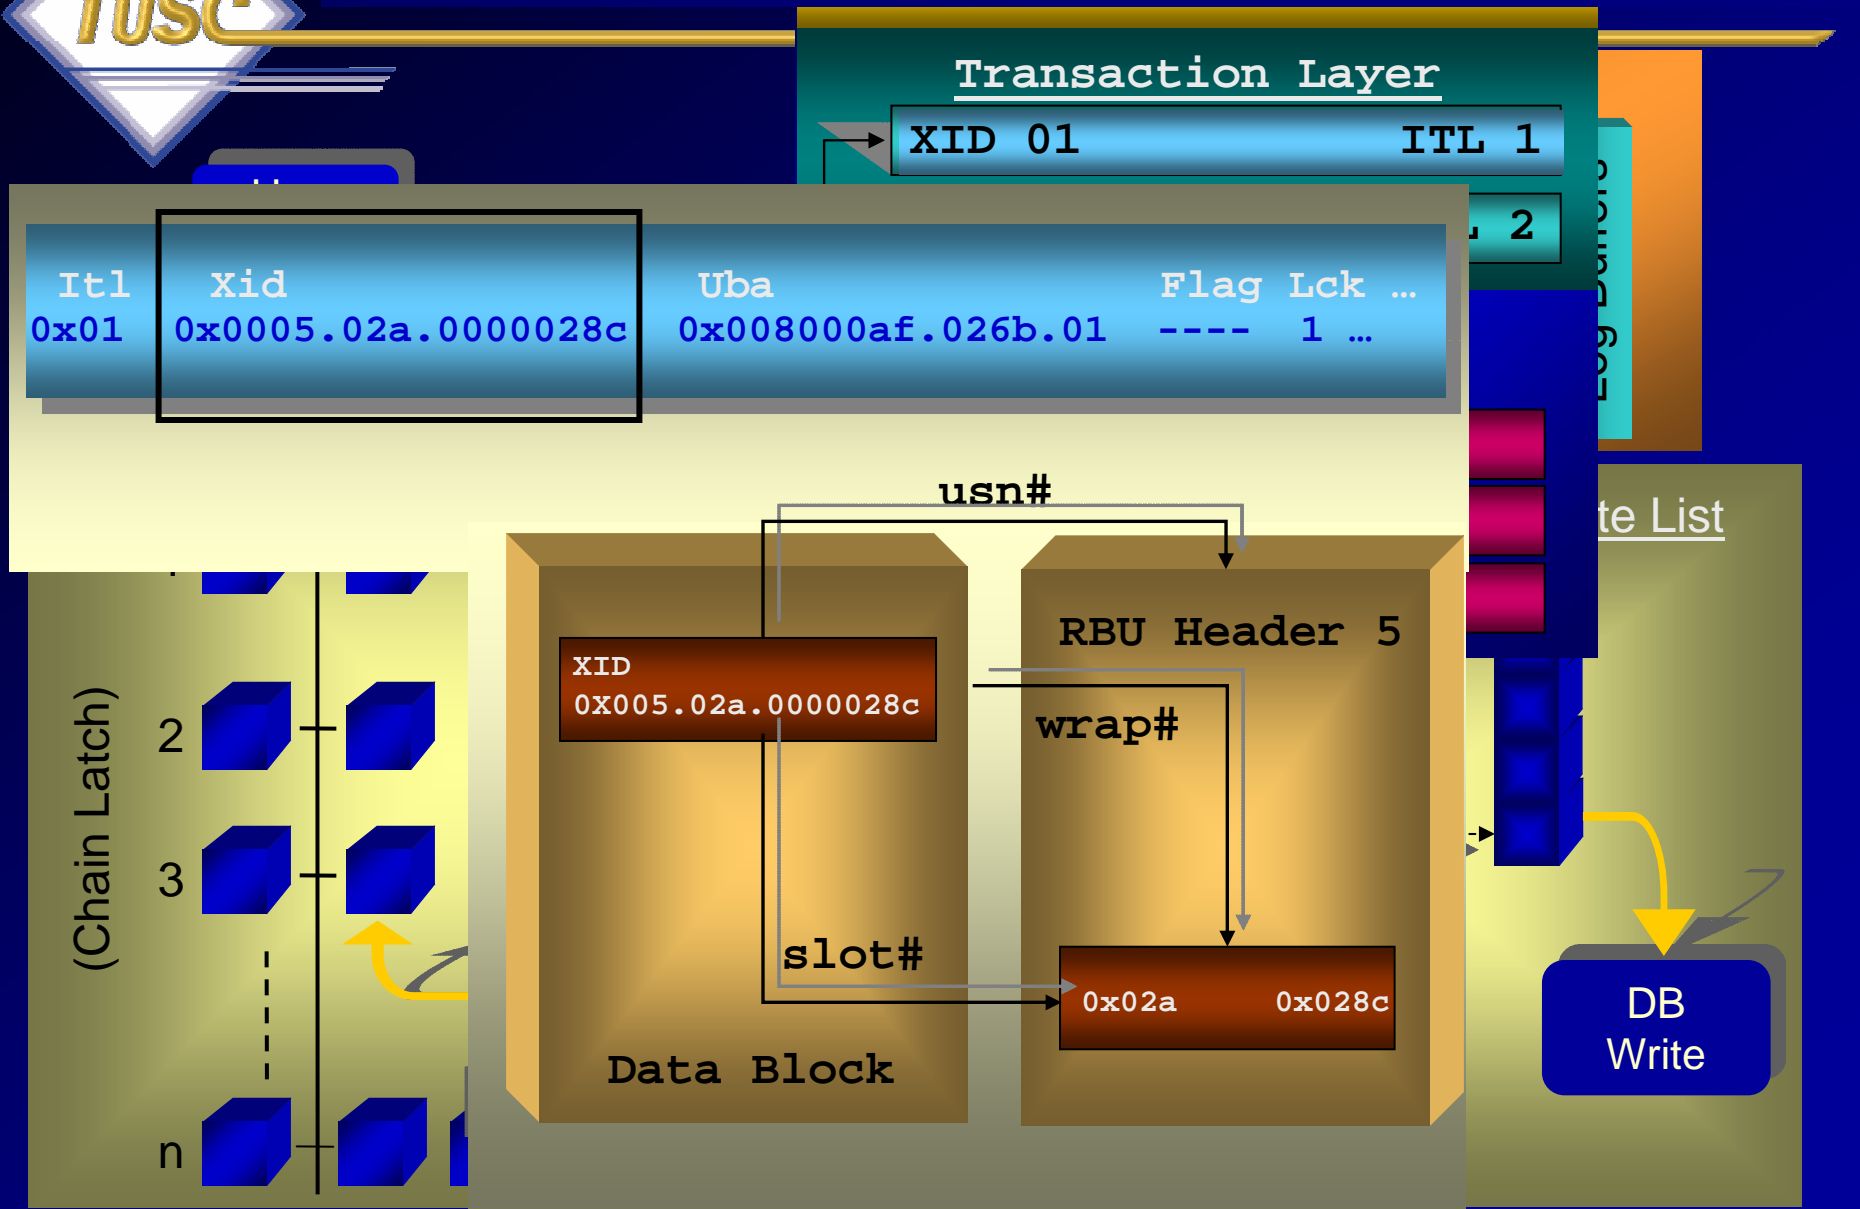 TUSC
Transaction Layer
XID 01 ITL 1
2
Itl Xid Uba Flag Lck …
0x01 0x0005.02a.0000028c 0x008000af.026b.01 ---- 1 …
usn#
te List
RBU Header 5
XID
0X005.02a.0000028c
wrap#
(Chain Latch)
2
3
slot#
0x02a 0x028c
DB
Write
Data Block
n